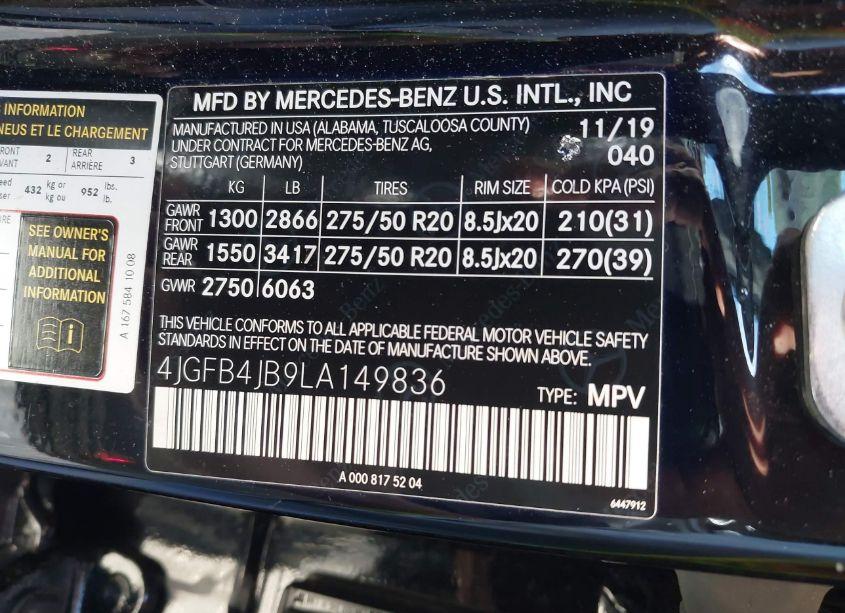 INFORMATION
NEUS ET LE CHARGEMENT
FRONT 2 REAR 3
VANT ARRIÈRE
432 kg or 952 lbs.
kg ou lb.
SEE OWNER'S
MANUAL FOR
ADDITIONAL
INFORMATION
A 167 584 10 08
MFD BY MERCEDES-BENZ U.S. INTL., INC
MANUFACTURED IN USA (ALABAMA, TUSCALOOSA COUNTY) 11/19
UNDER CONTRACT FOR MERCEDES-BENZ AG, 040
STUTTGART (GERMANY)
KG LB TIRES RIM SIZE COLD KPA (PSI)
GAWR FRONT 1300 2866 275/50 R20 8.5Jx20 210(31)
GAWR REAR 1550 3417 275/50 R20 8.5Jx20 270(39)
GVWR 2750 6063
THIS VEHICLE CONFORMS TO ALL APPLICABLE FEDERAL MOTOR VEHICLE SAFETY
STANDARDS IN EFFECT ON THE DATE OF MANUFACTURE SHOWN ABOVE.
4JGFB4JB9LA149836 TYPE: MPV
A 000 817 52 04
6447912